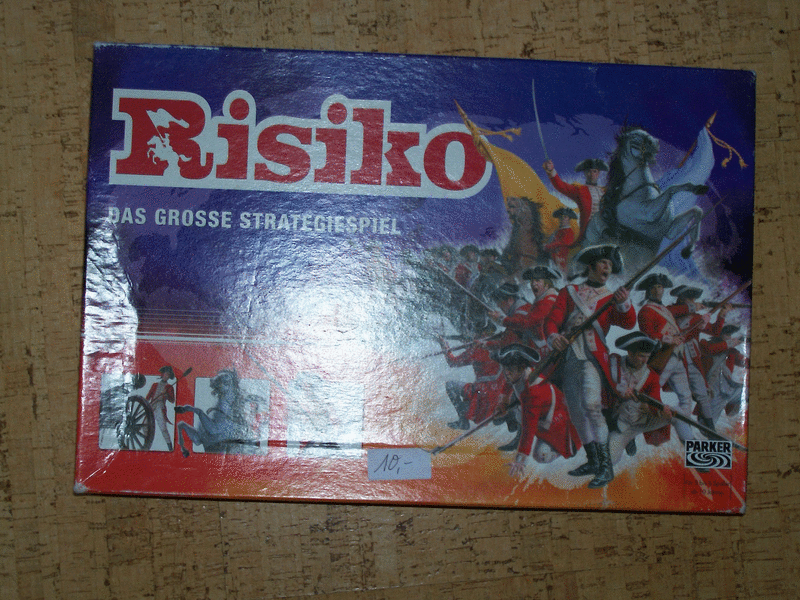 Risiko
DAS GROSSE STRATEGIESPIEL
10,-
PARKER